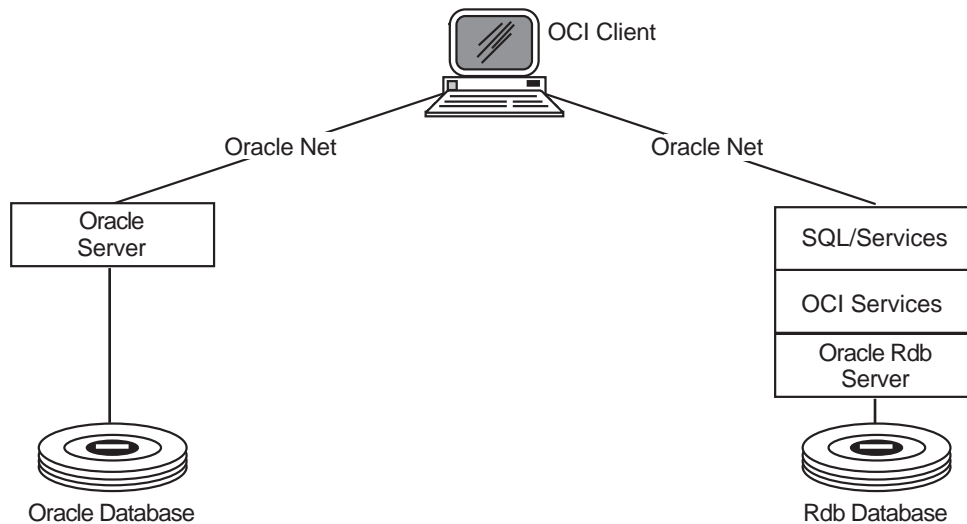 OCI Client
Oracle Net
Oracle Net
Oracle
Server
SQL/Services
OCI Services
Oracle Rdb
Server
Oracle Database
Rdb Database